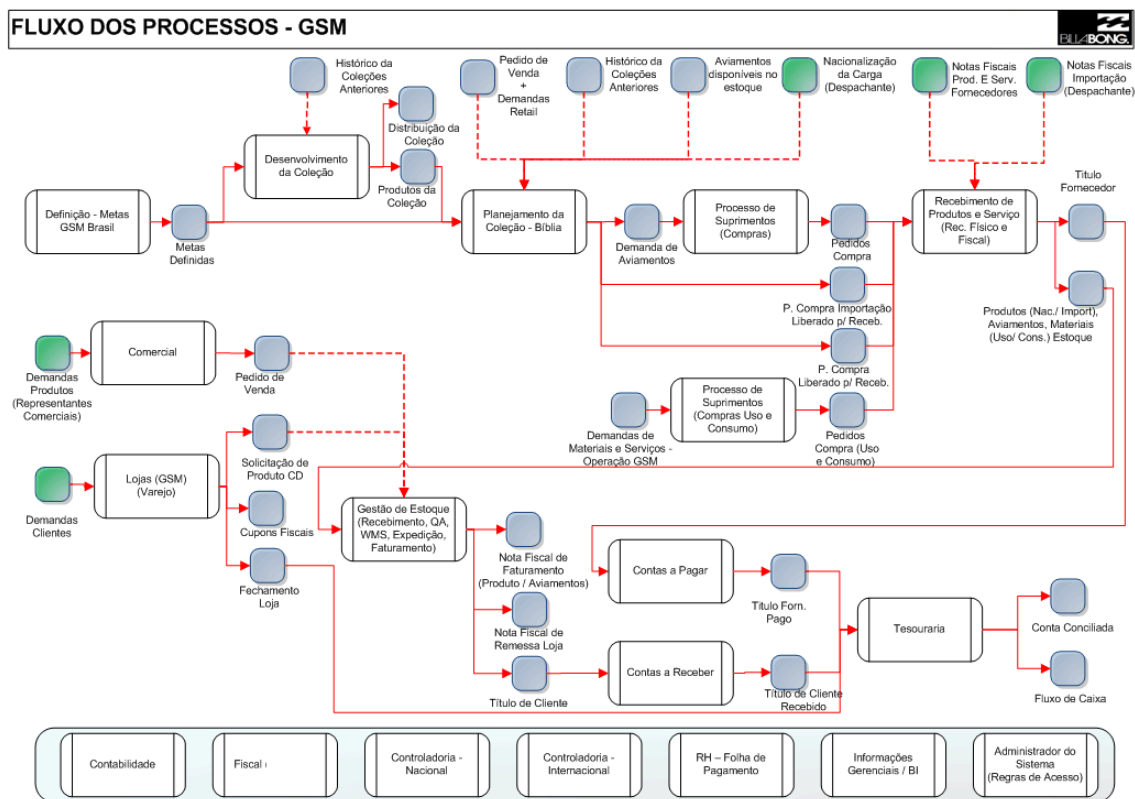 FLUXO DOS PROCESSOS - GSM
BILLABONG.
Histórico da
Coleções
Anteriores
Pedido de
Venda
+
Demandas
Retail
Histórico da
Coleções
Anteriores
Aviamentos
disponíveis no
estoque
Nacionalização
da Carga
(Despachante)
Notas Fiscais
Prod. E Serv.
Fornecedores
Notas Fiscais
Importação
(Despachante)
Distribuição da
Coleção
Desenvolvimento
da Coleção
Produtos da
Coleção
Definição - Metas
GSM Brasil
Metas
Definidas
Planejamento da
Coleção - Bíblia
Demanda de
Aviamentos
Processo de
Suprimentos
(Compras)
Pedidos
Compra
Recebimento de
Produtos e Serviço
(Rec. Físico e
Fiscal)
Titulo
Fornecedor
P. Compra Importação
Liberado p/ Receb.
Produtos (Nac./ Import),
Aviamentos, Materiais
(Uso/ Cons.) Estoque
P. Compra
Liberado p/ Receb.
Demandas
Produtos
(Representantes
Comerciais)
Comercial
Pedido de
Venda
Demandas de
Materiais e Serviços -
Operação GSM
Processo de
Suprimentos
(Compras Uso e
Consumo)
Pedidos
Compra (Uso
e Consumo)
Demandas
Clientes
Lojas (GSM)
(Varejo)
Solicitação de
Produto CD
Cupons Fiscais
Fechamento
Loja
Gestão de Estoque
(Recebimento, QA,
WMS, Expedição,
Faturamento)
Nota Fiscal de
Faturamento
(Produto / Aviamentos)
Nota Fiscal de
Remessa Loja
Título de Cliente
Contas a Pagar
Titulo Forn.
Pago
Contas a Receber
Título de Cliente
Recebido
Tesouraria
Conta Conciliada
Fluxo de Caixa
Contabilidade
Fiscal
Controladoria -
Nacional
Controladoria -
Internacional
RH – Folha de
Pagamento
Informações
Gerenciais / BI
Administrador do
Sistema
(Regras de Acesso)